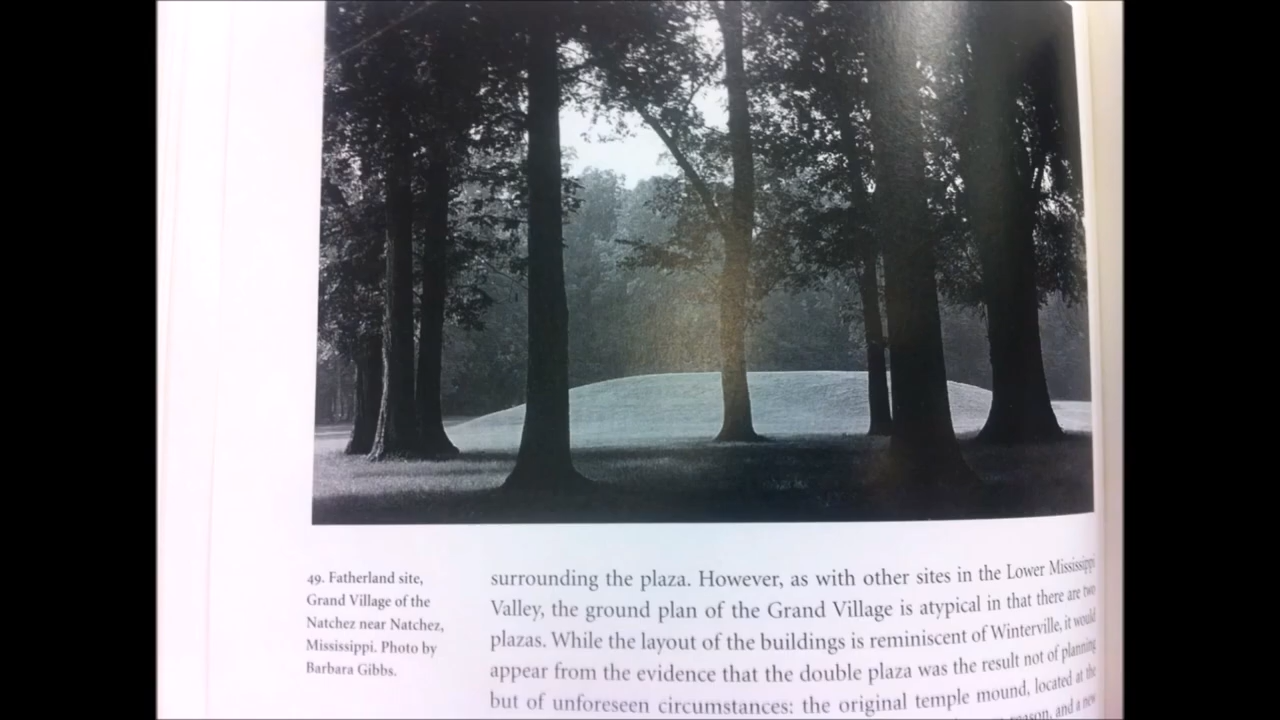 49. Fatherland site,
Grand Village of the
Natchez near Natchez,
Mississippi. Photo by
Barbara Gibbs.
surrounding the plaza. However, as with other sites in the Lower Mississippi
Valley, the ground plan of the Grand Village is atypical in that there are two
plazas. While the layout of the buildings is reminiscent of Winterville, it would
appear from the evidence that the double plaza was the result not of planning
but of unforeseen circumstances: the original temple mound, located at the
reason, and a new